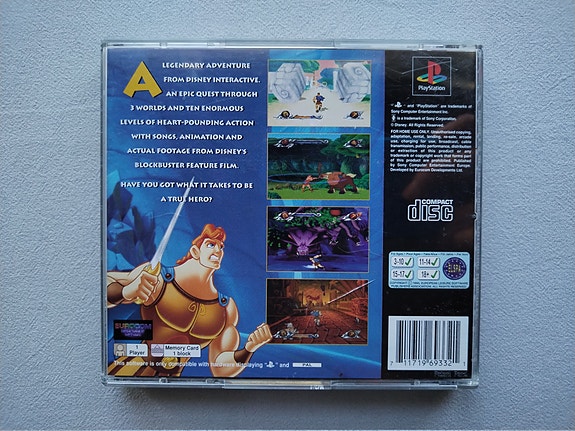 A LEGENDARY ADVENTURE
FROM DISNEY INTERACTIVE.
AN EPIC QUEST THROUGH
3 WORLDS AND TEN ENORMOUS
LEVELS OF HEART-POUNDING ACTION
WITH SONGS, ANIMATION AND
ACTUAL FOOTAGE FROM DISNEY'S
BLOCKBUSTER FEATURE FILM.
HAVE YOU GOT WHAT IT TAKES TO BE
A TRUE HERO?
EUROCOM
1
Player
Memory Card
1 block
This software is only compatible with hardware displaying and PAL
PlayStation
" " and "PlayStation" are trademarks of
Sony Computer Entertainment Inc.
is a trademark of Sony Corporation.
© Disney. All Rights Reserved.
FOR HOME USE ONLY. Unauthorised copying,
adaptation, rental, lending, re-sale, arcade
use, charging for use, broadcast, cable
transmission, public performance, distribution
or extraction of this product or any
trademark or copyright work that forms part
of this product are prohibited. Published
by Sony Computer Entertainment Europe.
Developed by Eurocom Developments Ltd.
COMPACT
disc
3-10
11-14
15-17
18+
ELSPA
7 11719 69332 1